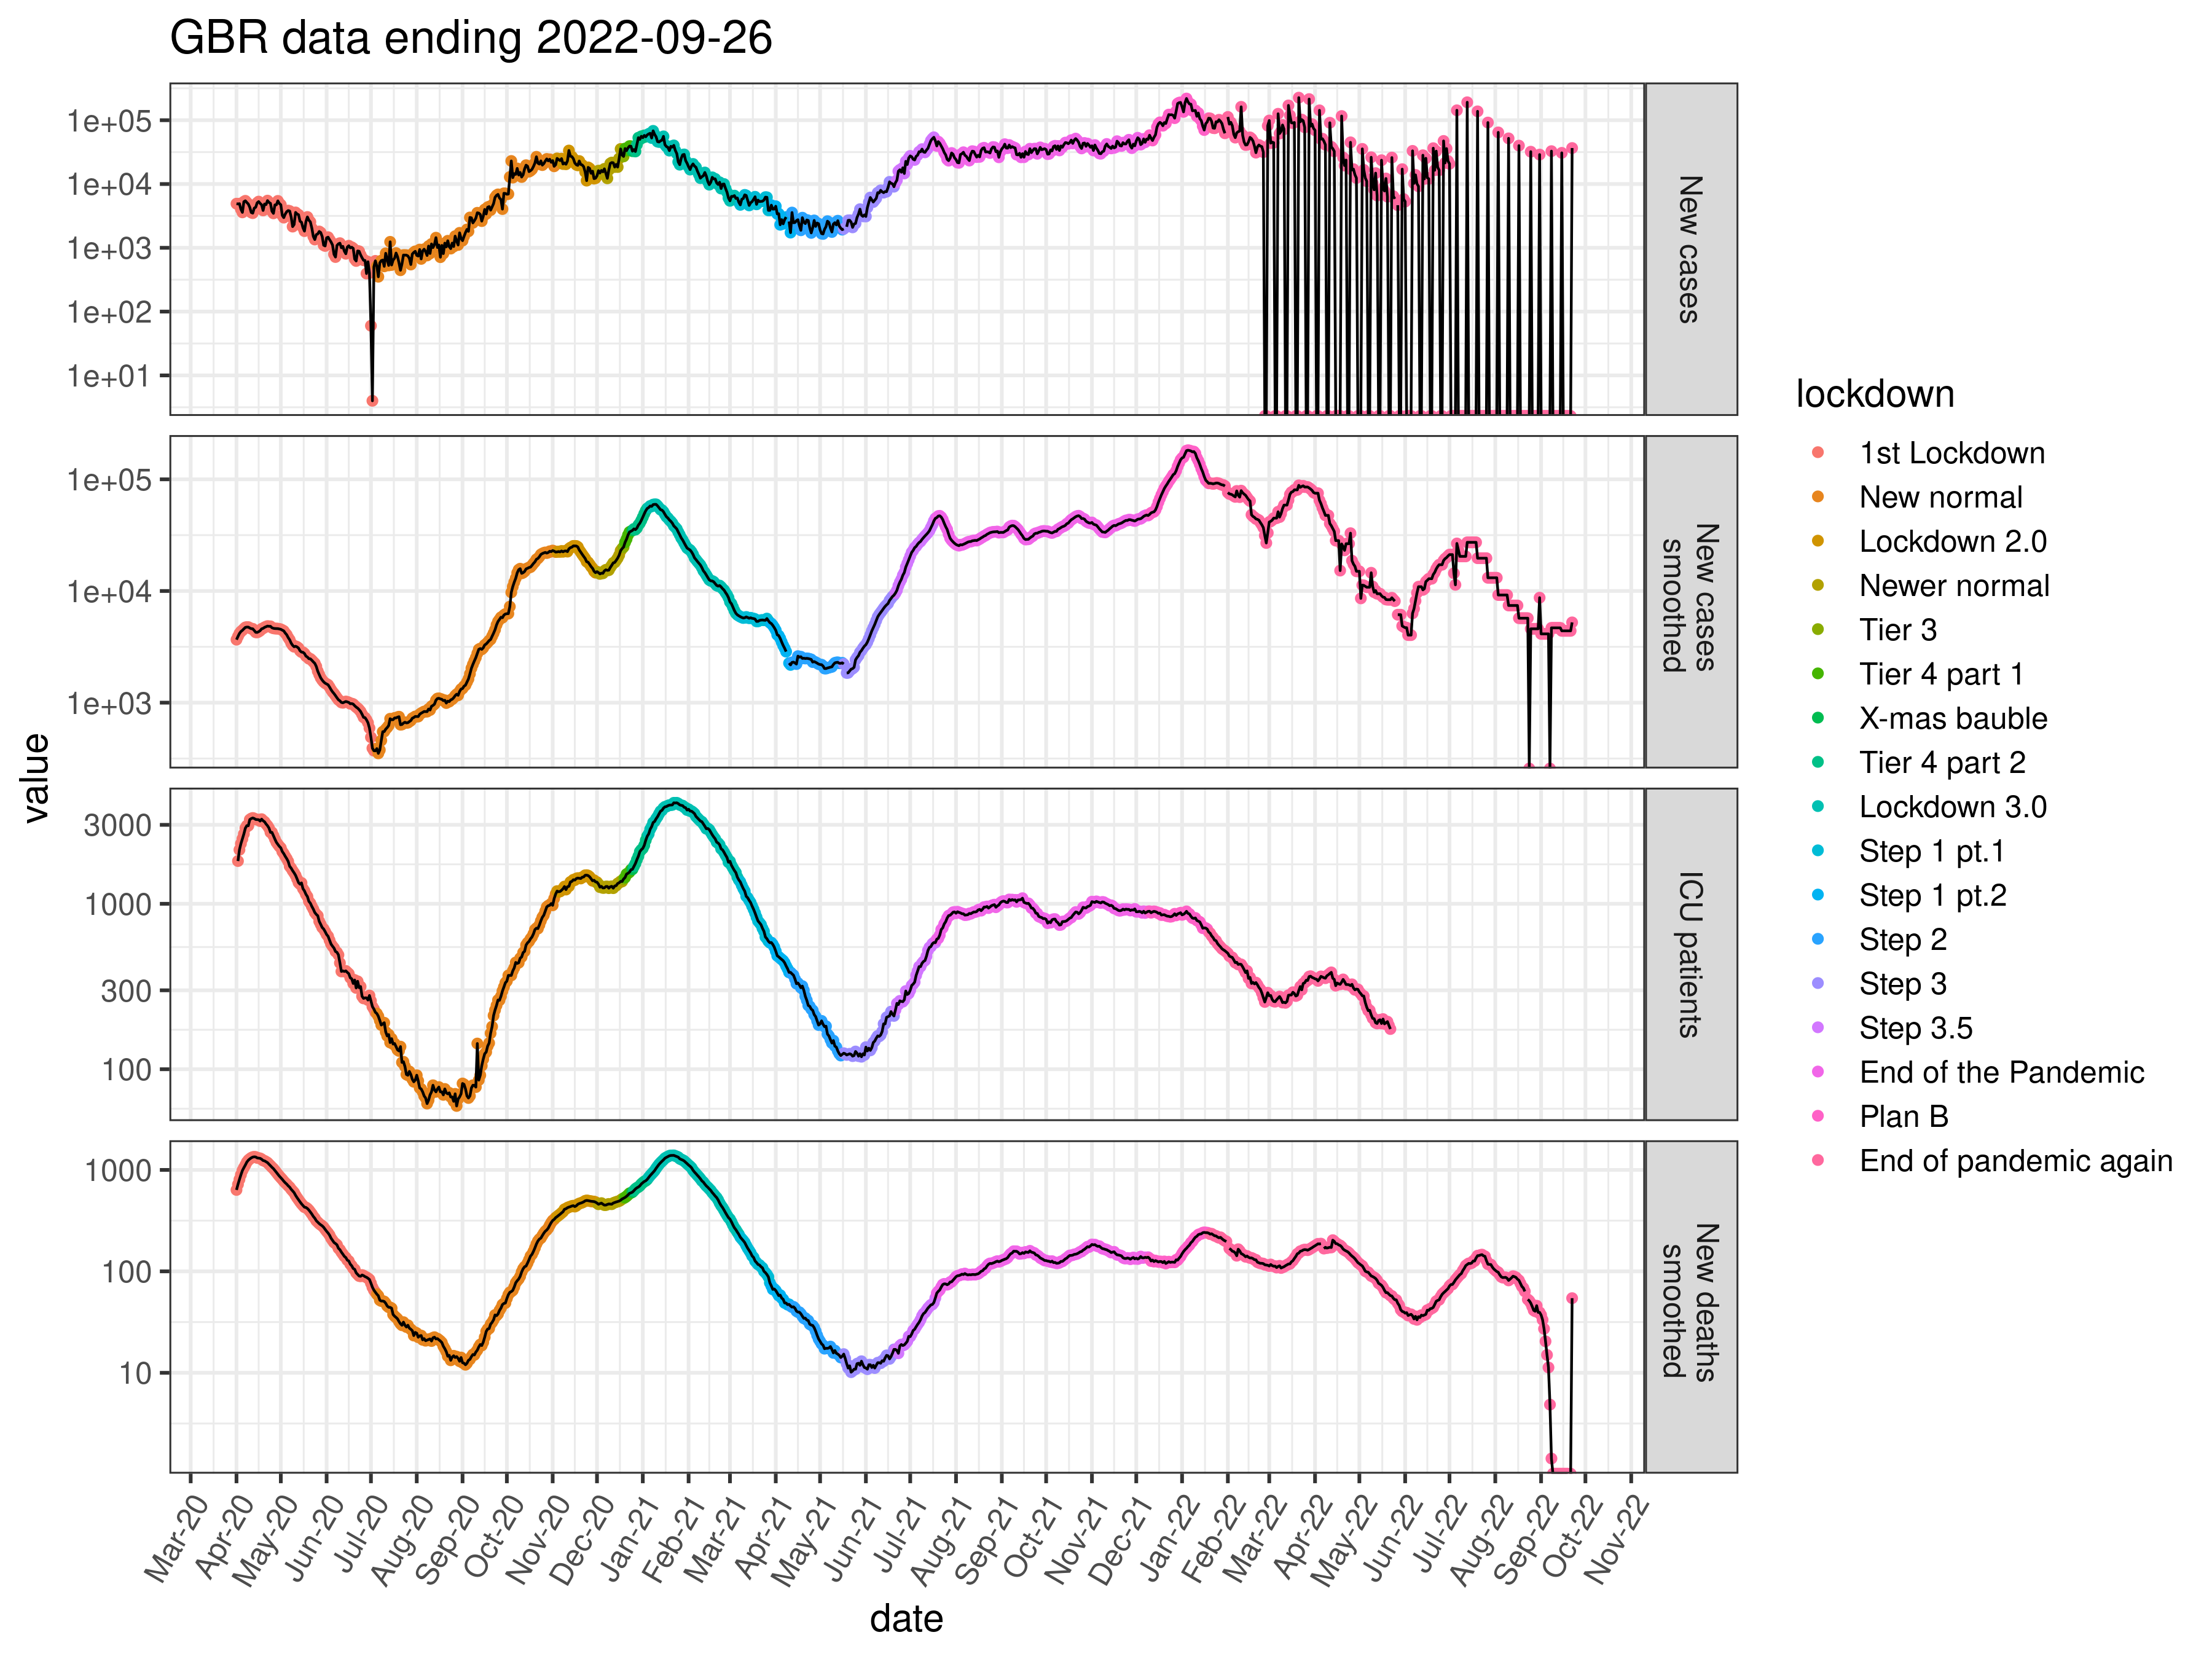 GBR data ending 2022-09-26
1e+05
1e+04
1e+03
1e+02
1e+01
New cases
1e+05
1e+04
1e+03
New cases
smoothed
3000
1000
300
100
ICU patients
1000
100
10
New deaths
smoothed
value
Mar-20
Apr-20
May-20
Jun-20
Jul-20
Aug-20
Sep-20
Oct-20
Nov-20
Dec-20
Jan-21
Feb-21
Mar-21
Apr-21
May-21
Jun-21
Jul-21
Aug-21
Sep-21
Oct-21
Nov-21
Dec-21
Jan-22
Feb-22
Mar-22
Apr-22
May-22
Jun-22
Jul-22
Aug-22
Sep-22
Oct-22
Nov-22
date
lockdown
1st Lockdown
New normal
Lockdown 2.0
Newer normal
Tier 3
Tier 4 part 1
X-mas bauble
Tier 4 part 2
Lockdown 3.0
Step 1 pt.1
Step 1 pt.2
Step 2
Step 3
Step 3.5
End of the Pandemic
Plan B
End of pandemic again